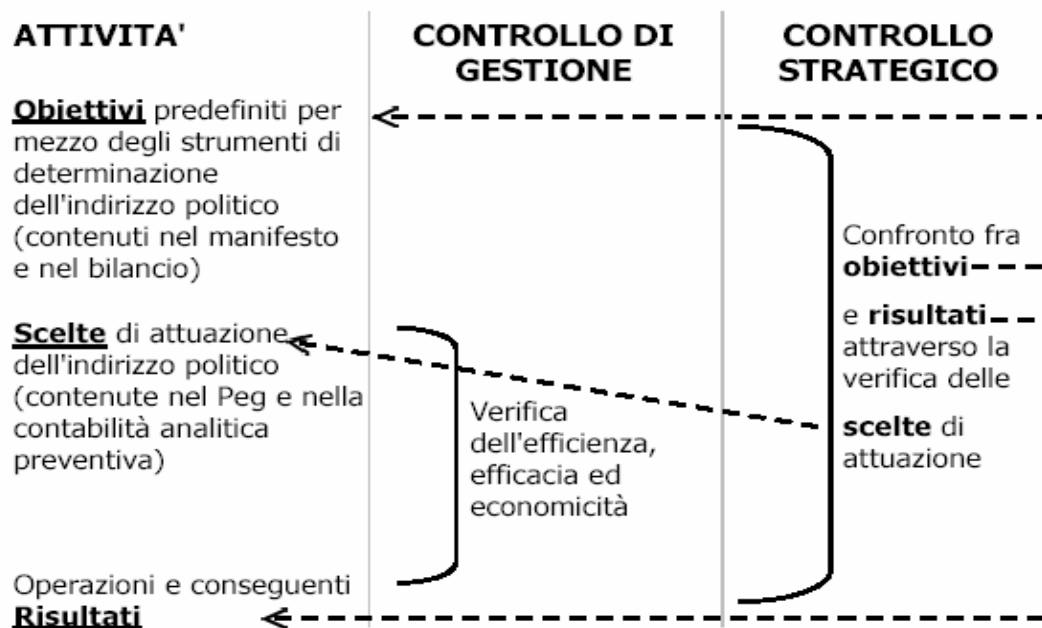 ATTIVITA'
Obiettivi predefiniti per
mezzo degli strumenti di
determinazione
dell'indirizzo politico
(contenuti nel manifesto
e nel bilancio)
Scelte di attuazione
dell'indirizzo politico
(contenute nel Peg e nella
contabilità analitica
preventiva)
Operazioni e conseguenti
Risultati
CONTROLLO DI
GESTIONE
Verifica
dell'efficienza,
efficacia ed
economicità
CONTROLLO
STRATEGICO
Confronto fra
obiettivi
e risultati
attraverso la
verifica delle
scelte di
attuazione